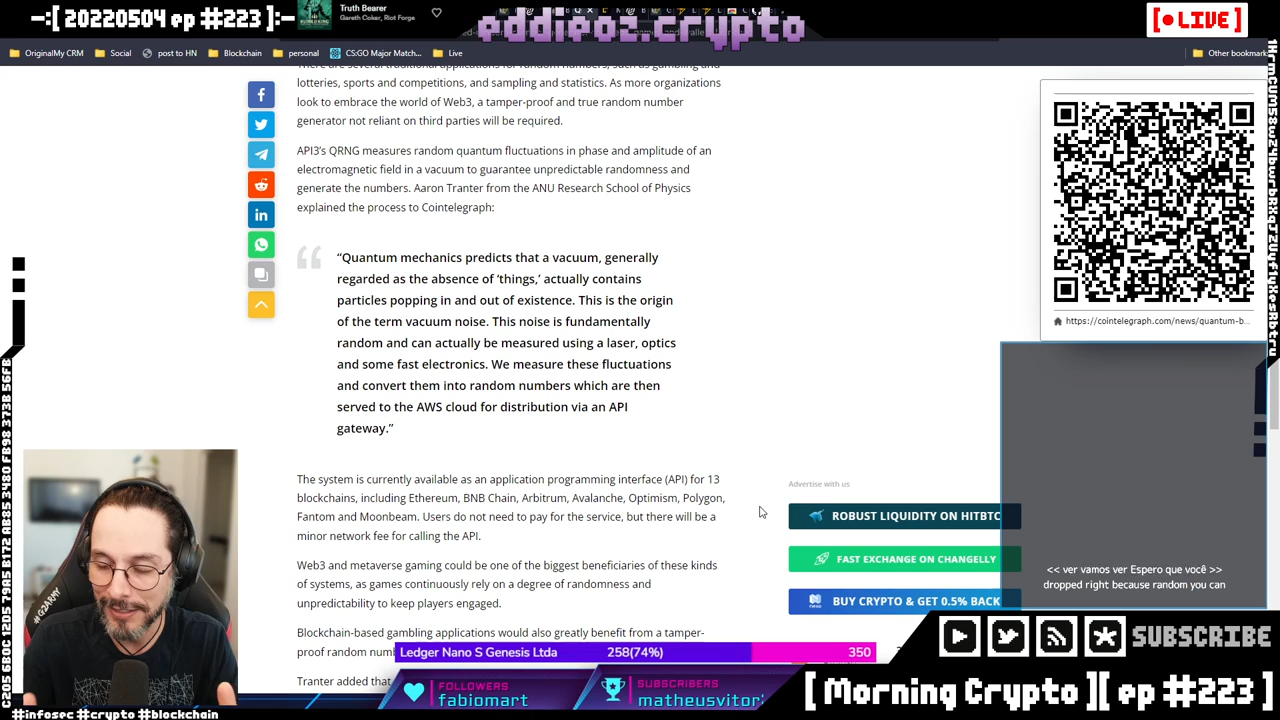 -:[ 20220504 ep #223 ]:-
Truth Bearer
Gareth Coker, Riot Forge
eddieoz.crypto
[ LIVE ]
OriginalMy CRM
Social
post to HN
Blockchain
personal
CS:GO Major Match...
Live
Other bookmark
There are several traditional applications for random numbers, such as gambling and
lotteries, sports and competitions, and sampling and statistics. As more organizations
look to embrace the world of Web3, a tamper-proof and true random number
generator not reliant on third parties will be required.
API3's QRNG measures random quantum fluctuations in phase and amplitude of an
electromagnetic field in a vacuum to guarantee unpredictable randomness and
generate the numbers. Aaron Tranter from the ANU Research School of Physics
explained the process to Cointelegraph:
“Quantum mechanics predicts that a vacuum, generally
regarded as the absence of ‘things,’ actually contains
particles popping in and out of existence. This is the origin
of the term vacuum noise. This noise is fundamentally
random and can actually be measured using a laser, optics
and some fast electronics. We measure these fluctuations
and convert them into random numbers which are then
served to the AWS cloud for distribution via an API
gateway.”
The system is currently available as an application programming interface (API) for 13
blockchains, including Ethereum, BNB Chain, Arbitrum, Avalanche, Optimism, Polygon,
Fantom and Moonbeam. Users do not need to pay for the service, but there will be a
minor network fee for calling the API.
Web3 and metaverse gaming could be one of the biggest beneficiaries of these kinds
of systems, as games continuously rely on a degree of randomness and
unpredictability to keep players engaged.
Blockchain-based gambling applications would also greatly benefit from a tamper-
proof random num
Tranter added that
https://cointelegraph.com/news/quantum-b...
Advertise with us
ROBUST LIQUIDITY ON HITBTC
FAST EXCHANGE ON CHANGELLY
BUY CRYPTO & GET 0.5% BACK
<< ver vamos ver Espero que você >>
dropped right because random you can
Ledger Nano S Genesis Ltda
258(74%)
350
FOLLOWERS
fabiomart
SUBSCRIBERS
matheusvitor
SUBSCRIBE
[ Morning Crypto ][ ep #223 ]
#G2ARMY
#infosec #crypto #blockchain